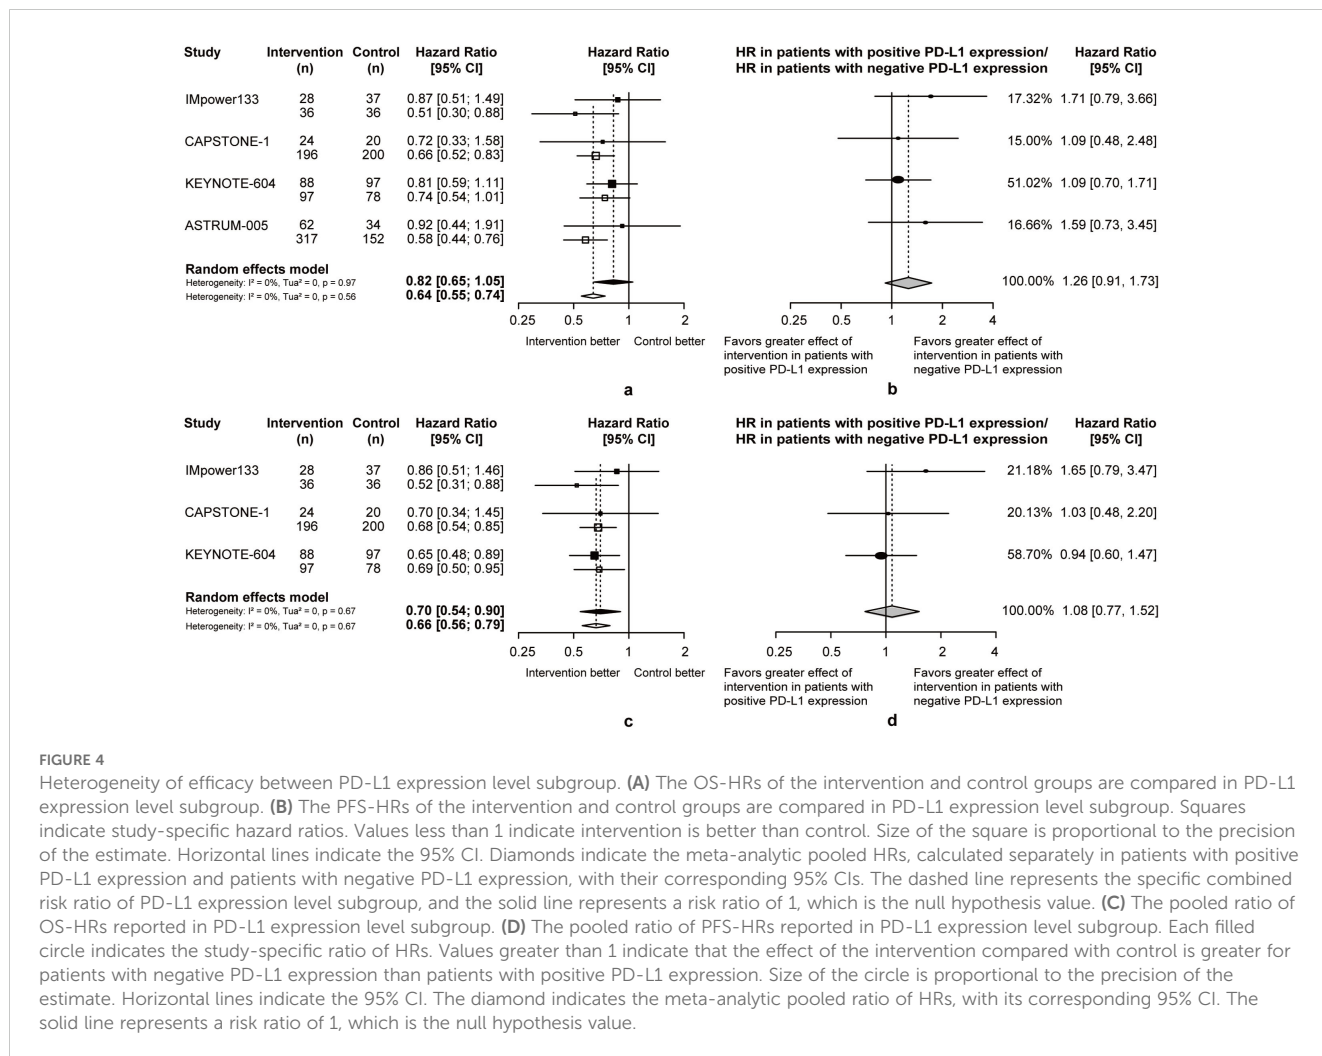 Study Intervention Control Hazard Ratio Hazard Ratio HR in patients with positive PD-L1 expression/ Hazard Ratio
(n) (n) [95% CI] [95% CI] HR in patients with negative PD-L1 expression [95% CI]
IMpower133 28 37 0.87 [0.51; 1.49] 17.32% 1.71 [0.79, 3.66]
36 36 0.51 [0.30; 0.88]
CAPSTONE-1 24 20 0.72 [0.33; 1.58] 15.00% 1.09 [0.48, 2.48]
196 200 0.66 [0.52; 0.83]
KEYNOTE-604 88 97 0.81 [0.59; 1.11] 51.02% 1.09 [0.70, 1.71]
97 78 0.74 [0.54; 1.01]
ASTRUM-005 62 34 0.92 [0.44; 1.91] 16.66% 1.59 [0.73, 3.45]
317 152 0.58 [0.44; 0.76]
Random effects model
Heterogeneity: I² = 0%, Tua² = 0, p = 0.97 0.82 [0.65; 1.05] 100.00% 1.26 [0.91, 1.73]
Heterogeneity: I² = 0%, Tua² = 0, p = 0.56 0.64 [0.55; 0.74]
0.25 0.5 1 2 0.25 0.5 1 2 4
Intervention better Control better Favors greater effect of Favors greater effect of
intervention in patients with intervention in patients with
positive PD-L1 expression negative PD-L1 expression
a b
Study Intervention Control Hazard Ratio Hazard Ratio HR in patients with positive PD-L1 expression/ Hazard Ratio
(n) (n) [95% CI] [95% CI] HR in patients with negative PD-L1 expression [95% CI]
IMpower133 28 37 0.86 [0.51; 1.46] 21.18% 1.65 [0.79, 3.47]
36 36 0.52 [0.31; 0.88]
CAPSTONE-1 24 20 0.70 [0.34; 1.45] 20.13% 1.03 [0.48, 2.20]
196 200 0.68 [0.54; 0.85]
KEYNOTE-604 88 97 0.65 [0.48; 0.89] 58.70% 0.94 [0.60, 1.47]
97 78 0.69 [0.50; 0.95]
Random effects model
Heterogeneity: I² = 0%, Tua² = 0, p = 0.67 0.70 [0.54; 0.90] 100.00% 1.08 [0.77, 1.52]
Heterogeneity: I² = 0%, Tua² = 0, p = 0.67 0.66 [0.56; 0.79]
0.25 0.5 1 2 0.25 0.5 1 2 4
Intervention better Control better Favors greater effect of Favors greater effect of
intervention in patients with intervention in patients with
positive PD-L1 expression negative PD-L1 expression
c d
FIGURE 4
Heterogeneity of efficacy between PD-L1 expression level subgroup. (A) The OS-HRs of the intervention and control groups are compared in PD-L1
expression level subgroup. (B) The PFS-HRs of the intervention and control groups are compared in PD-L1 expression level subgroup. Squares
indicate study-specific hazard ratios. Values less than 1 indicate intervention is better than control. Size of the square is proportional to the precision
of the estimate. Horizontal lines indicate the 95% CI. Diamonds indicate the meta-analytic pooled HRs, calculated separately in patients with positive
PD-L1 expression and patients with negative PD-L1 expression, with their corresponding 95% CIs. The dashed line represents the specific combined
risk ratio of PD-L1 expression level subgroup, and the solid line represents a risk ratio of 1, which is the null hypothesis value. (C) The pooled ratio of
OS-HRs reported in PD-L1 expression level subgroup. (D) The pooled ratio of PFS-HRs reported in PD-L1 expression level subgroup. Each filled
circle indicates the study-specific ratio of HRs. Values greater than 1 indicate that the effect of the intervention compared with control is greater for
patients with negative PD-L1 expression than patients with positive PD-L1 expression. Size of the circle is proportional to the precision of the
estimate. Horizontal lines indicate the 95% CI. The diamond indicates the meta-analytic pooled ratio of HRs, with its corresponding 95% CI. The
solid line represents a risk ratio of 1, which is the null hypothesis value.